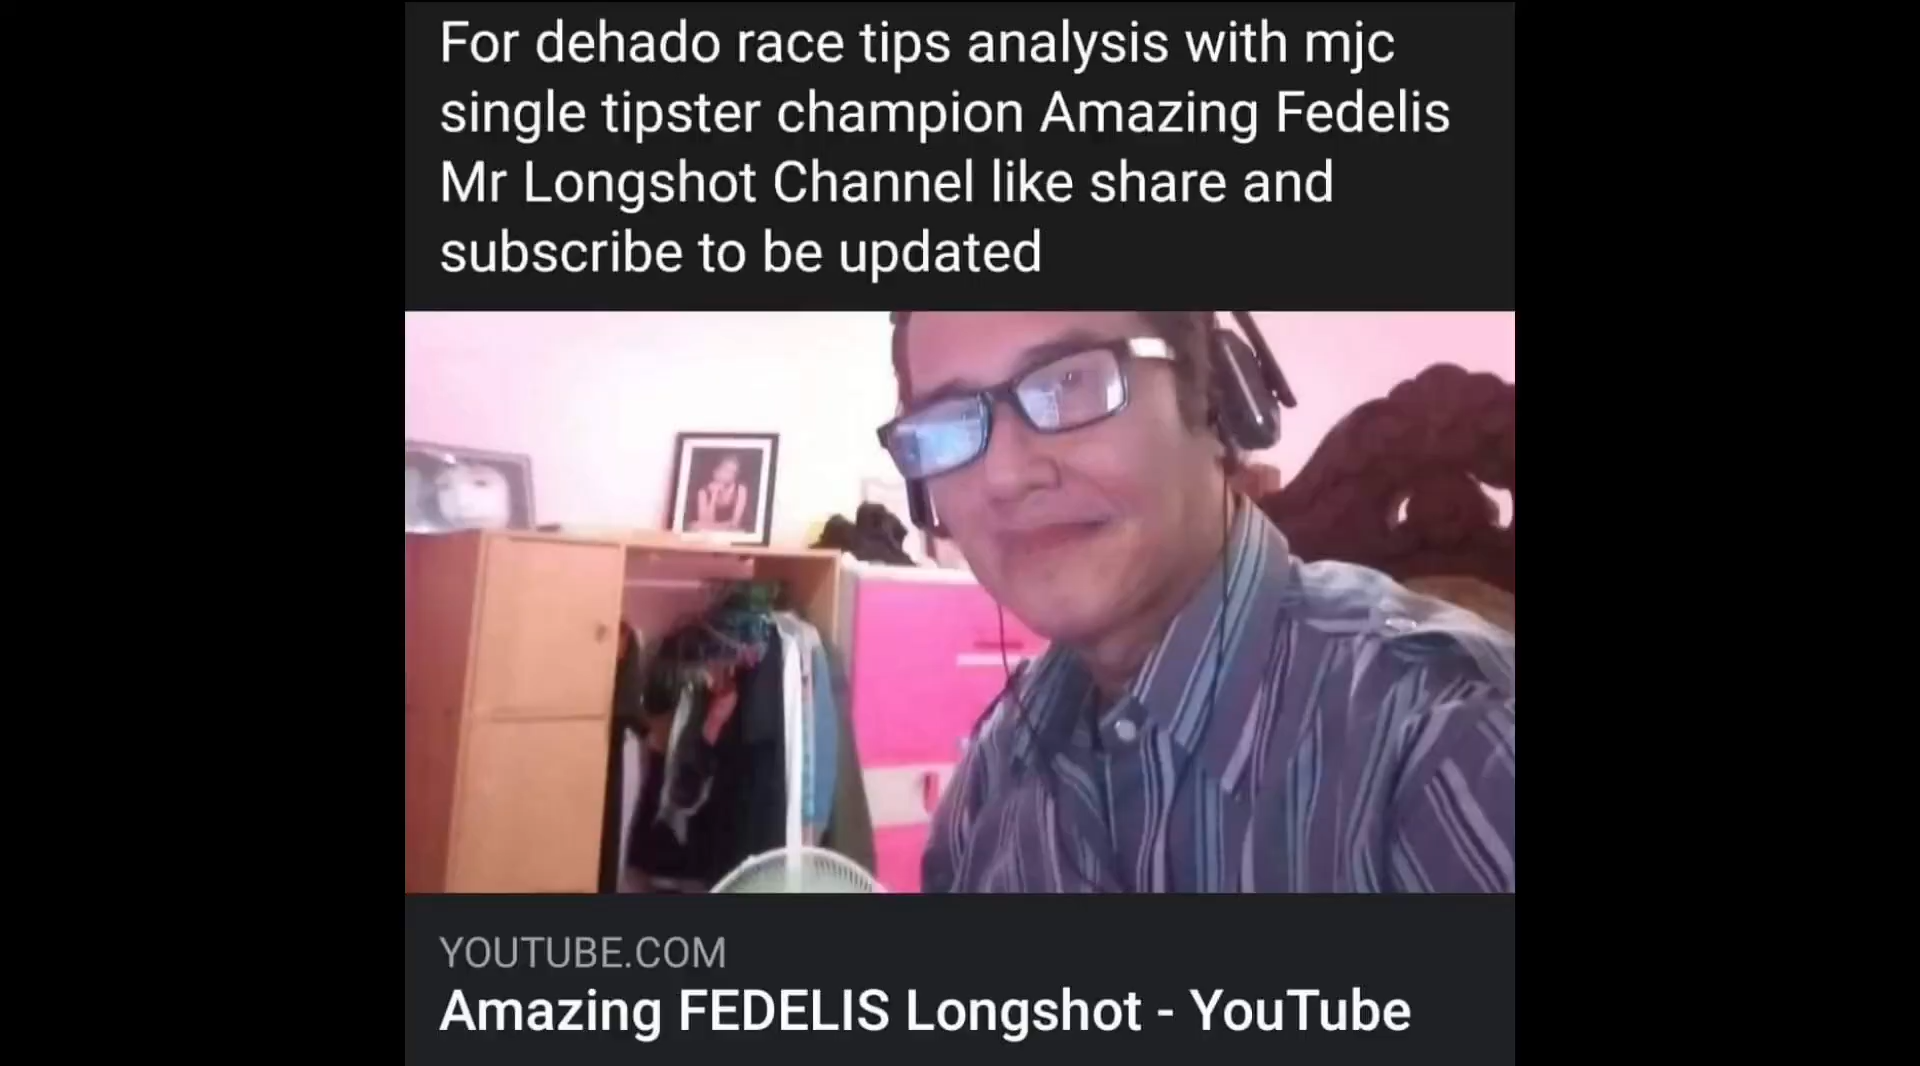 For dehado race tips analysis with mjc
single tipster champion Amazing Fedelis
Mr Longshot Channel like share and
subscribe to be updated
YOUTUBE.COM
Amazing FEDELIS Longshot - YouTube